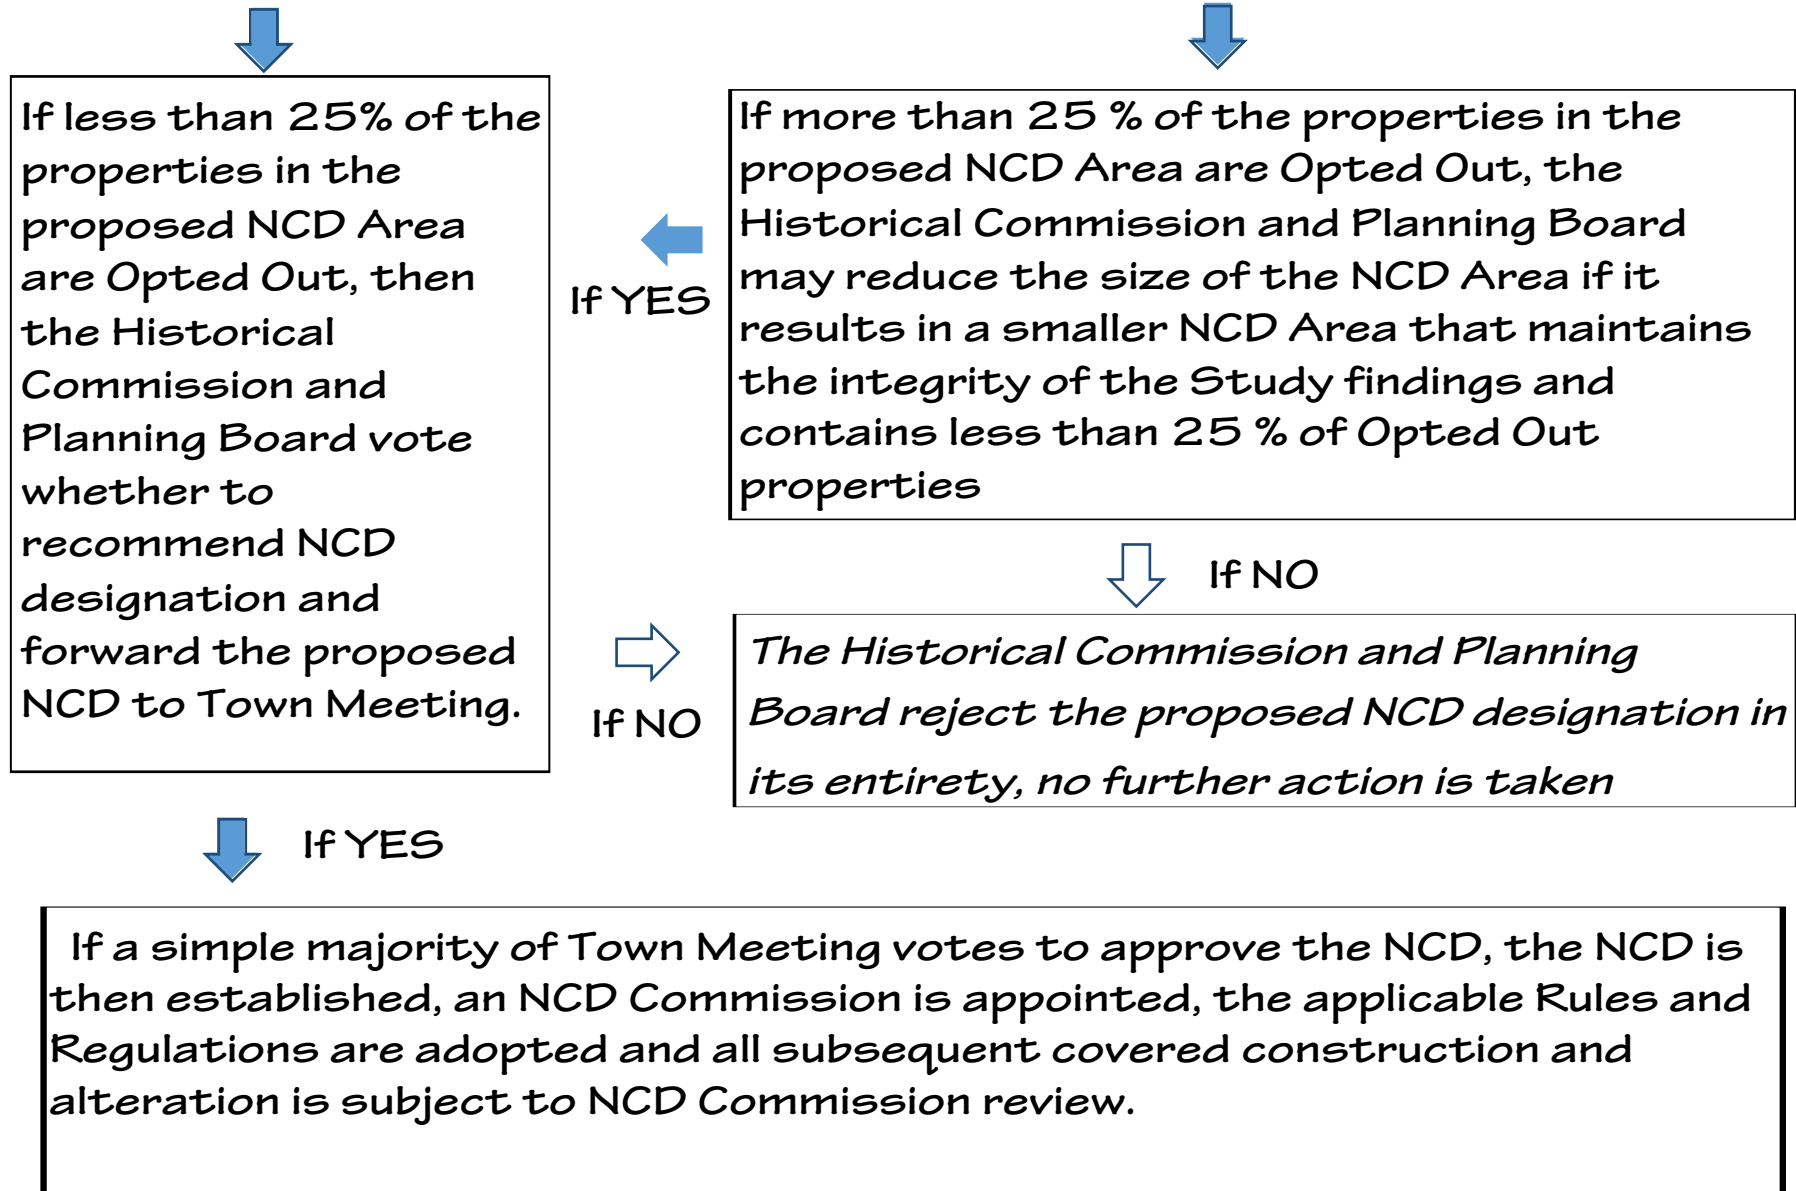 If less than 25% of the
properties in the
proposed NCD Area
are Opted Out, then
the Historical
Commission and
Planning Board vote
whether to
recommend NCD
designation and
forward the proposed
NCD to Town Meeting.
If YES
If more than 25 % of the properties in the
proposed NCD Area are Opted Out, the
Historical Commission and Planning Board
may reduce the size of the NCD Area if it
results in a smaller NCD Area that maintains
the integrity of the Study findings and
contains less than 25 % of Opted Out
properties
If NO
If NO
The Historical Commission and Planning
Board reject the proposed NCD designation in
its entirety, no further action is taken
If YES
If a simple majority of Town Meeting votes to approve the NCD, the NCD is
then established, an NCD Commission is appointed, the applicable Rules and
Regulations are adopted and all subsequent covered construction and
alteration is subject to NCD Commission review.